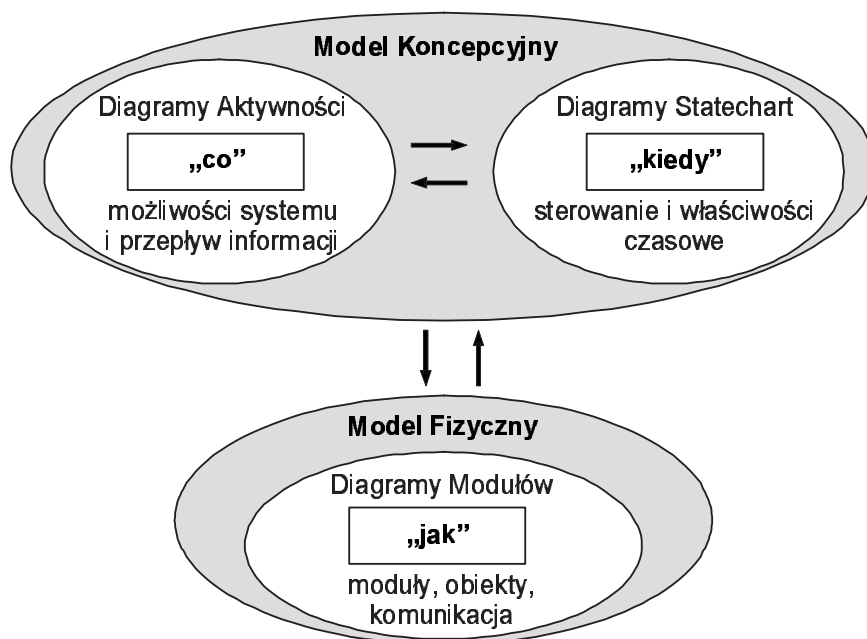 Model Koncepcyjny
Diagramy Aktywności
„co”
możliwości systemu
i przepływ informacji
Diagramy Statechart
„kiedy”
sterowanie i właściwości
czasowe
Model Fizyczny
Diagramy Modułów
„jak”
moduły, obiekty,
komunikacja